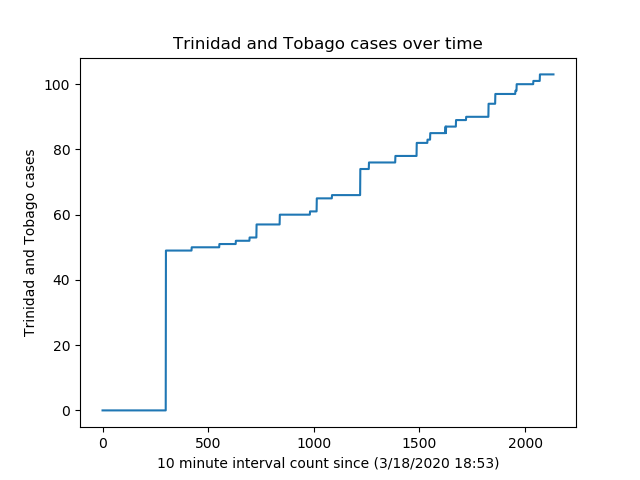 Trinidad and Tobago cases over time
100
80
60
40
20
0
Trinidad and Tobago cases
0 500 1000 1500 2000
10 minute interval count since (3/18/2020 18:53)